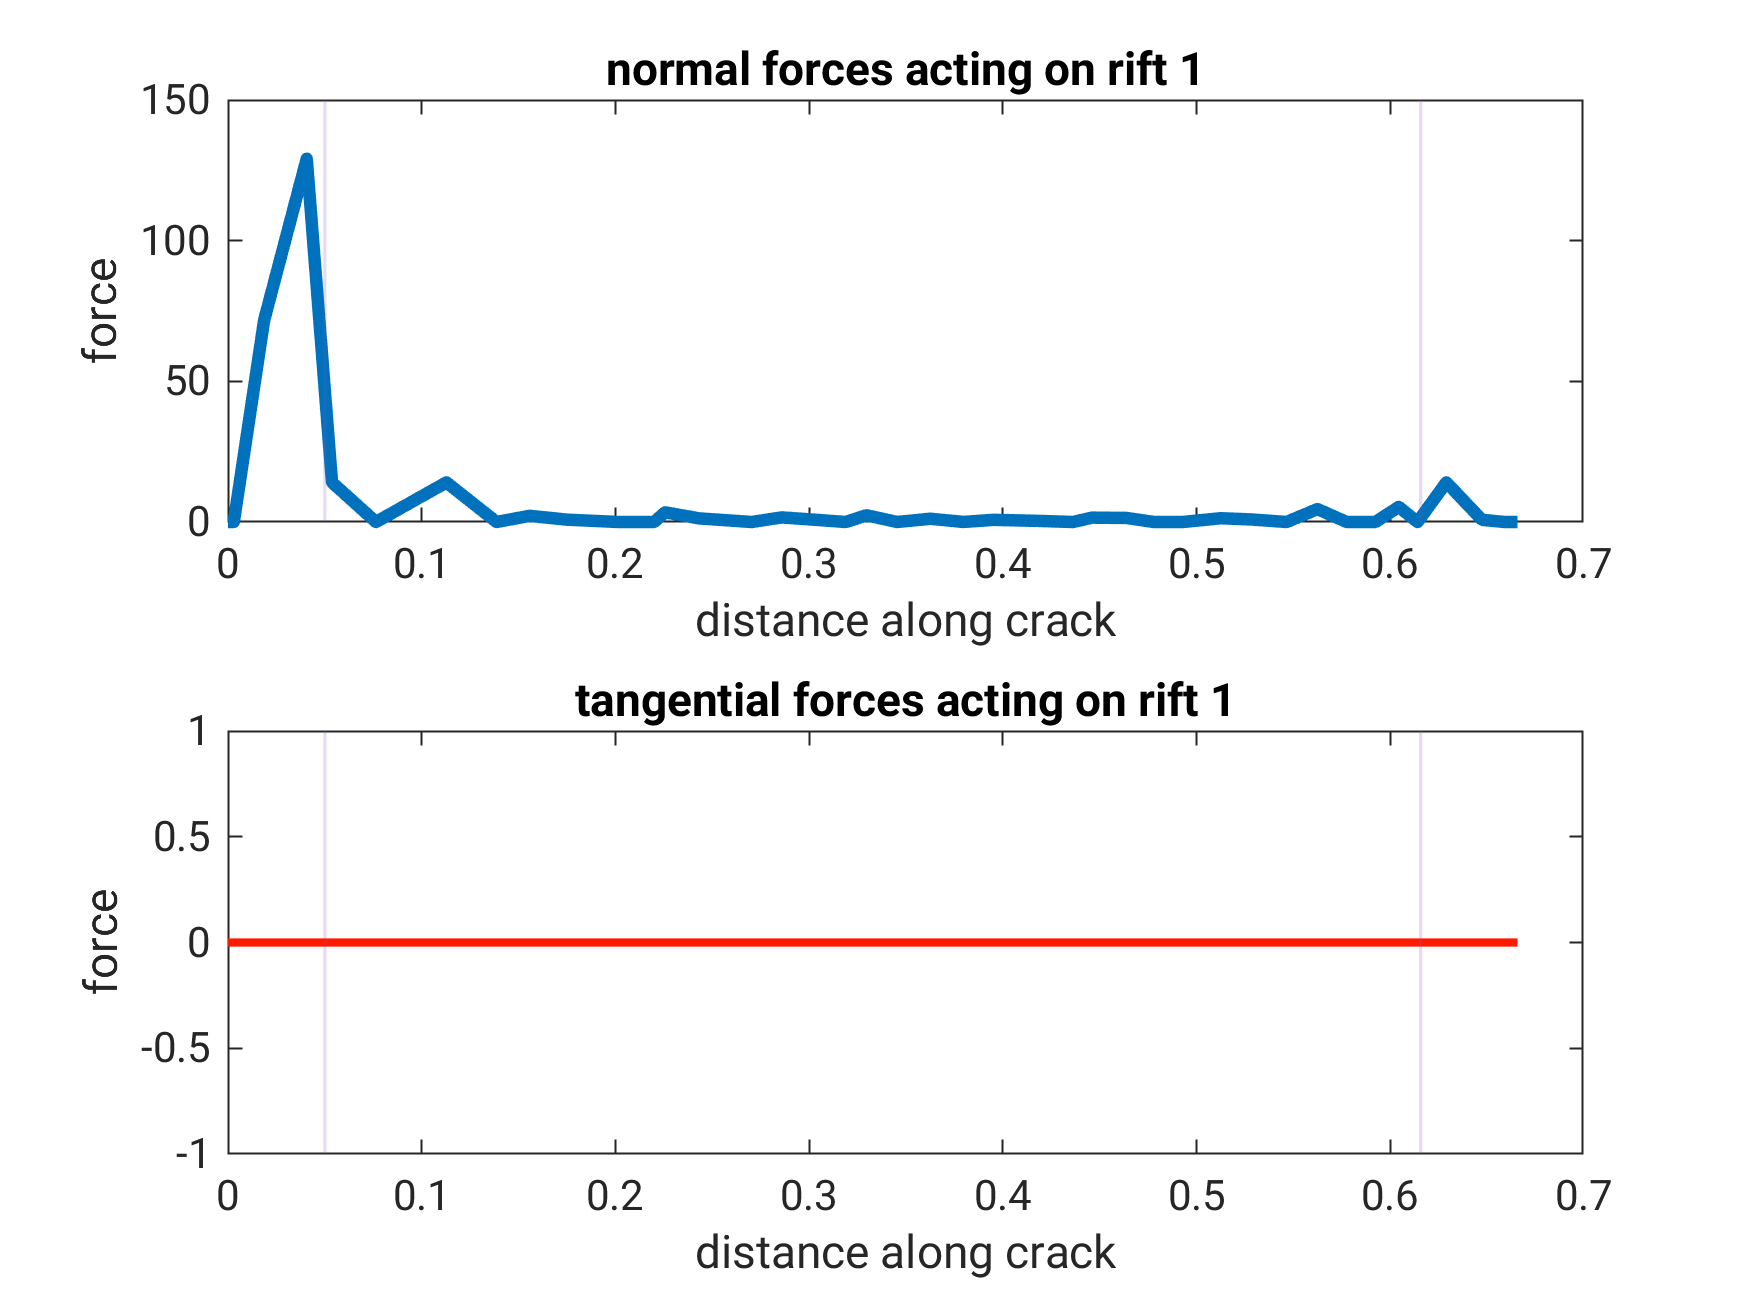 normal forces acting on rift 1
150
100
50
0
force
0 0.1 0.2 0.3 0.4 0.5 0.6 0.7
distance along crack
tangential forces acting on rift 1
1
0.5
0
-0.5
-1
force
0 0.1 0.2 0.3 0.4 0.5 0.6 0.7
distance along crack